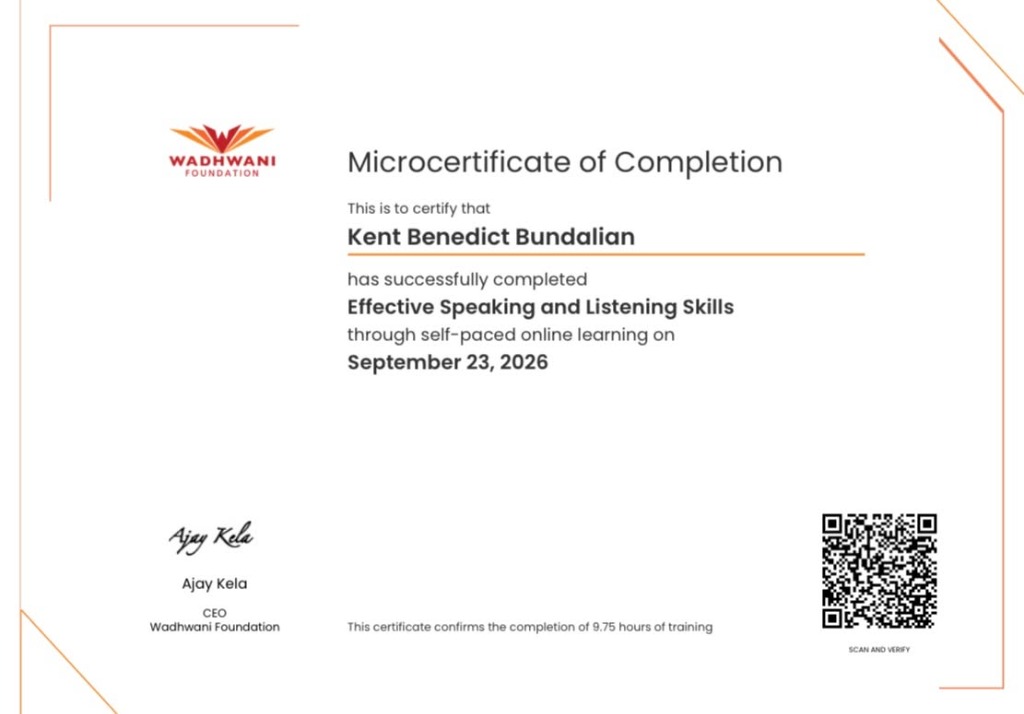 WADHWANI
FOUNDATION
Microcertificate of Completion
This is to certify that
Kent Benedict Bundalian
has successfully completed
Effective Speaking and Listening Skills
through self-paced online learning on
September 23, 2026
Ajay Kela
Ajay Kela
CEO
Wadhwani Foundation
This certificate confirms the completion of 9.75 hours of training
SCAN AND VERIFY